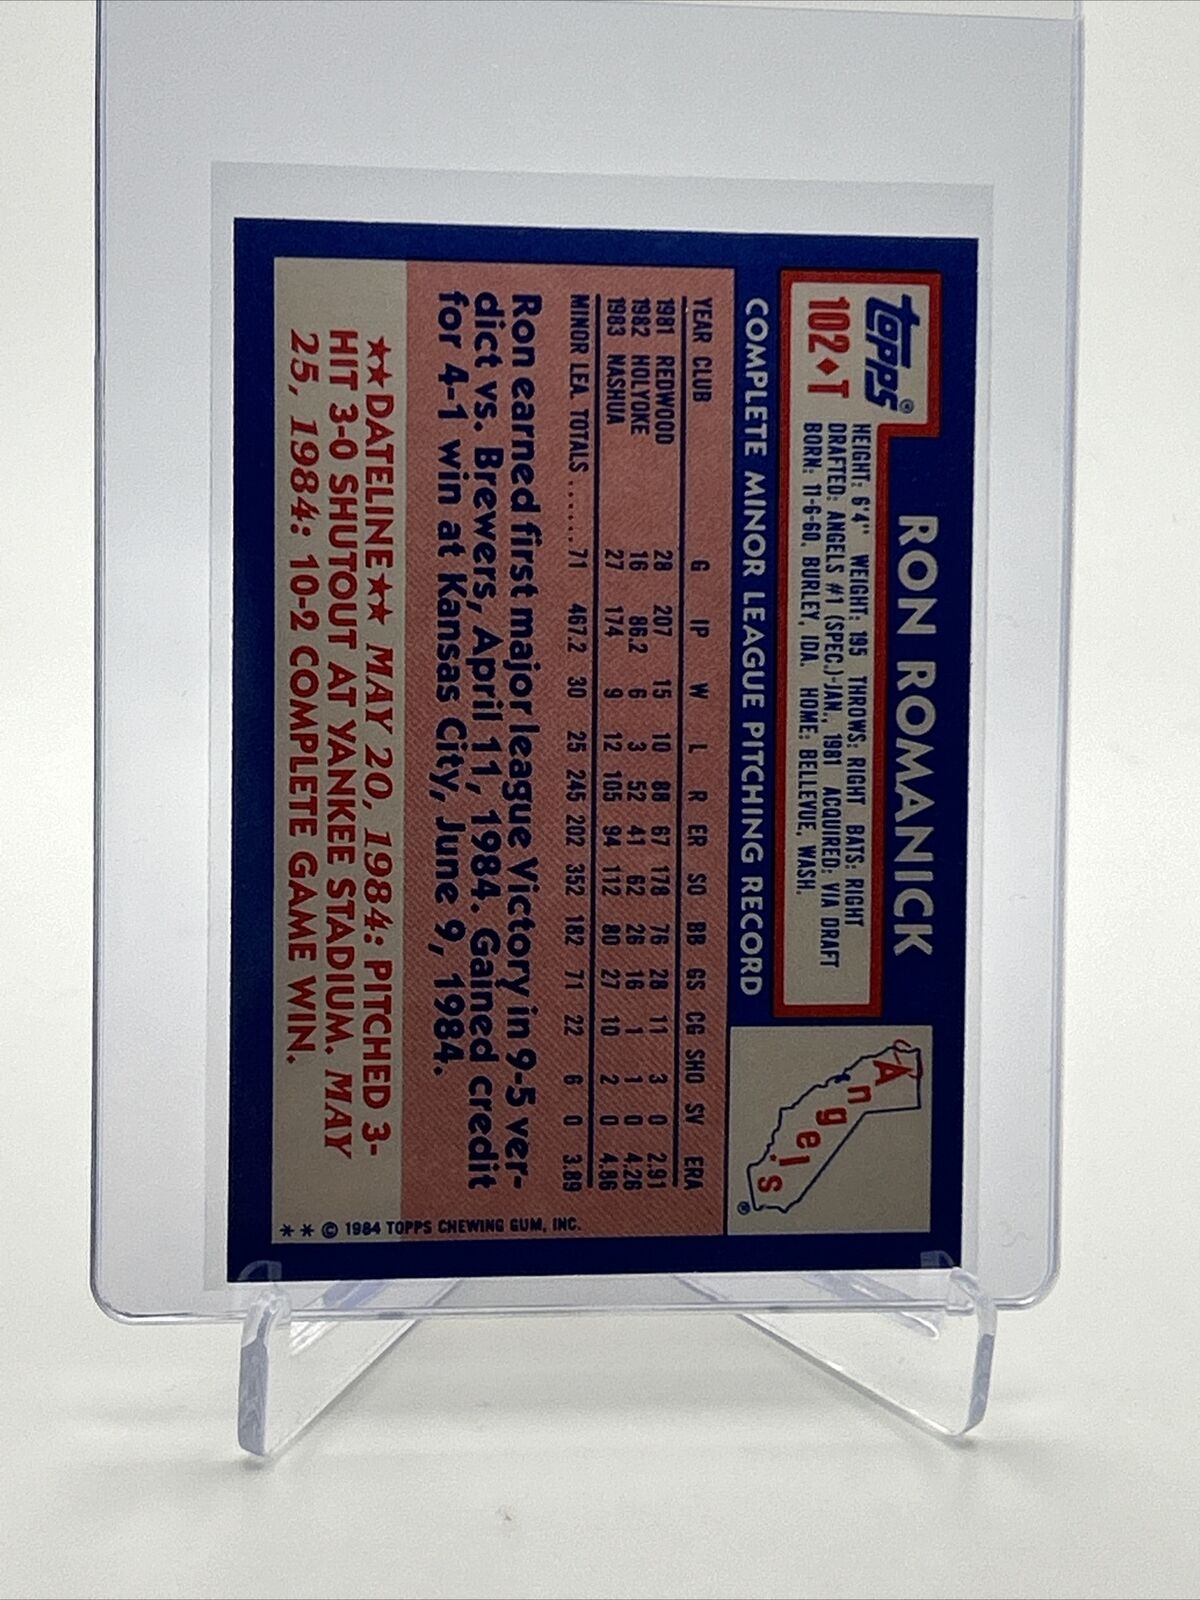 topps®
102♦T
RON ROMANICK
HEIGHT: 6'4" WEIGHT: 195 THROWS: RIGHT BATS: RIGHT
DRAFTED: ANGELS #1 (SPEC.)-JAN., 1981 ACQUIRED: VIA DRAFT
BORN: 11-6-60, BURLEY, IDA. HOME: BELLEVUE, WASH.
Angels®
COMPLETE MINOR LEAGUE PITCHING RECORD
YEAR CLUB G IP W L R ER SO BB GS CG SHO SV ERA
1981 REDWOOD 28 207 15 10 88 67 178 76 28 11 3 0 2.91
1982 HOLYOKE 16 86.2 6 3 52 41 62 26 16 1 1 0 4.26
1983 NASHUA 27 174 9 12 105 94 112 80 27 10 2 0 4.86
MINOR LEA. TOTALS ...... 71 467.2 30 25 245 202 352 182 71 22 6 0 3.89
Ron earned first major league Victory in 9-5 ver-
dict vs. Brewers, April 11, 1984. Gained credit
for 4-1 win at Kansas City, June 9, 1984.
★★DATELINE★★ MAY 20, 1984: PITCHED 3-
HIT 3-0 SHUTOUT AT YANKEE STADIUM. MAY
25, 1984: 10-2 COMPLETE GAME WIN.
** © 1984 TOPPS CHEWING GUM, INC.